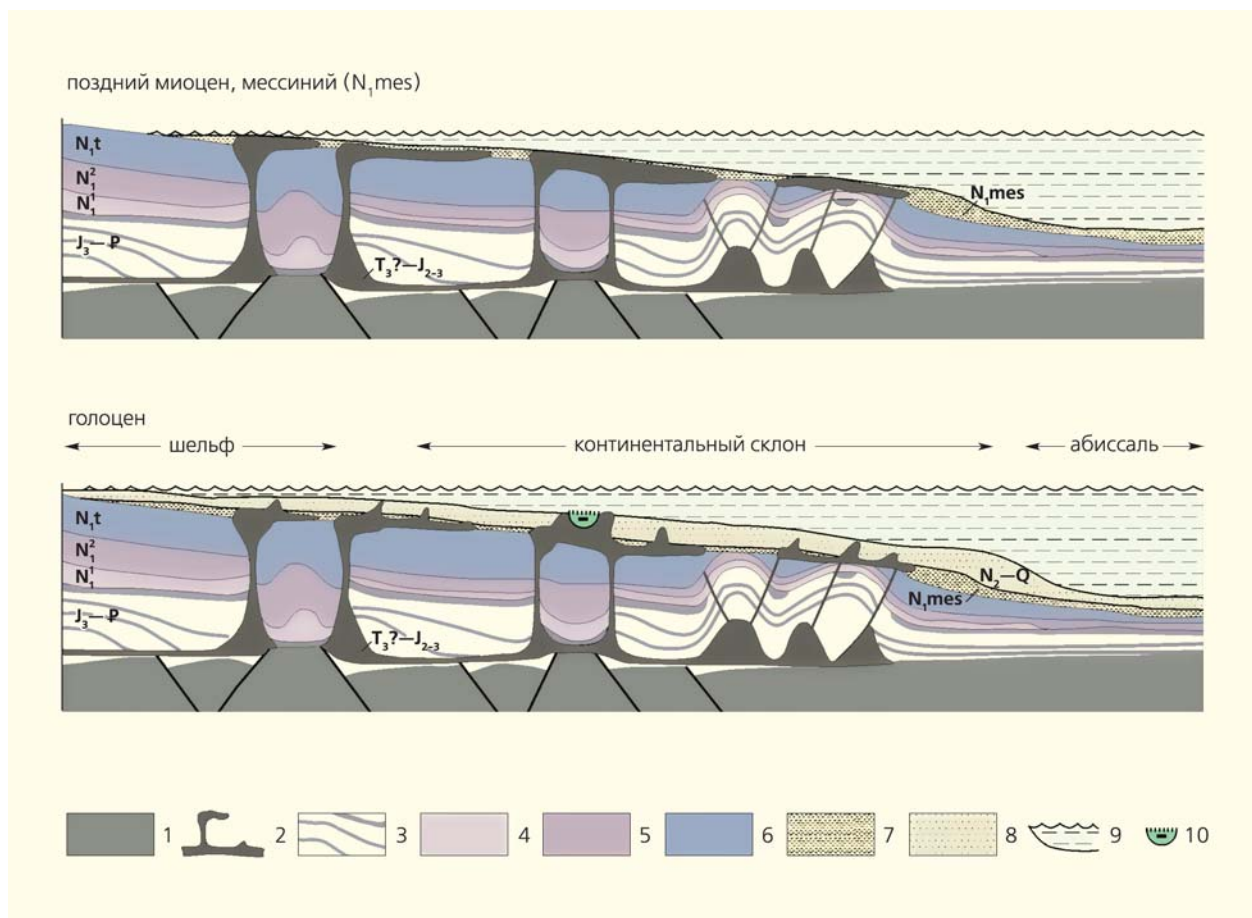 поздний миоцен, мессиний (N₁mes)
N₁t
N₁²
N₁¹
J₃—₽
T₃?—J₂₋₃
N₁mes
голоцен
шельф
континентальный склон
абиссаль
N₁t
N₁²
N₁¹
J₃—₽
T₃?—J₂₋₃
N₂—Q
N₁mes
1 2 3 4 5 6 7 8 9 10